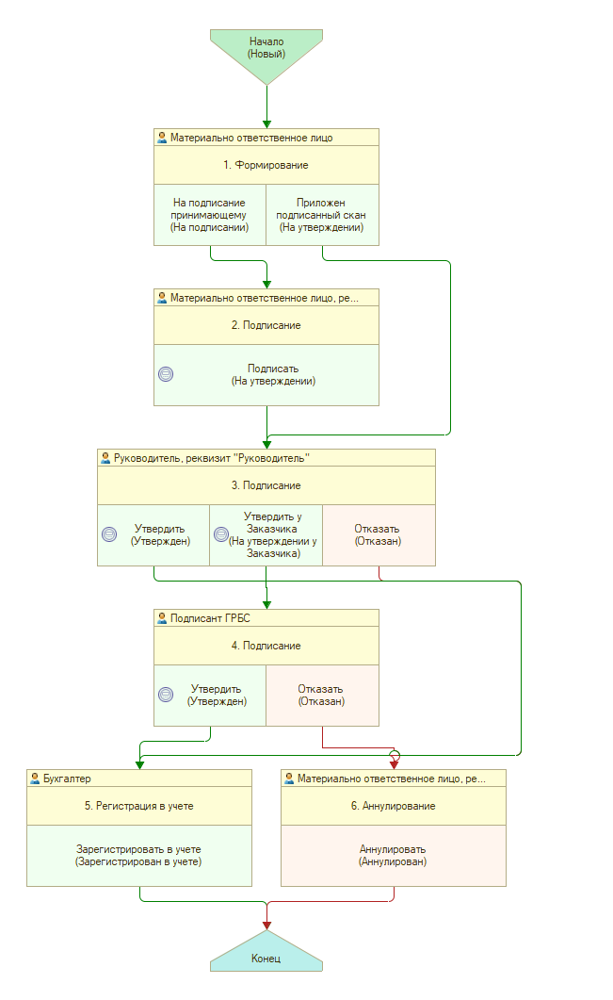 Начало
(Новый)
Материально ответственное лицо
1. Формирование
На подписание
принимающему
(На подписании)
Приложен
подписанный скан
(На утверждении)
Материально ответственное лицо, ре...
2. Подписание
Подписать
(На утверждении)
Руководитель, реквизит "Руководитель"
3. Подписание
Утвердить
(Утвержден)
Утвердить у
Заказчика
(На утверждении у
Заказчика)
Отказать
(Отказан)
Подписант ГРБС
4. Подписание
Утвердить
(Утвержден)
Отказать
(Отказан)
Бухгалтер
5. Регистрация в учете
Зарегистрировать в учете
(Зарегистрирован в учете)
Материально ответственное лицо, ре...
6. Аннулирование
Аннулировать
(Аннулирован)
Конец